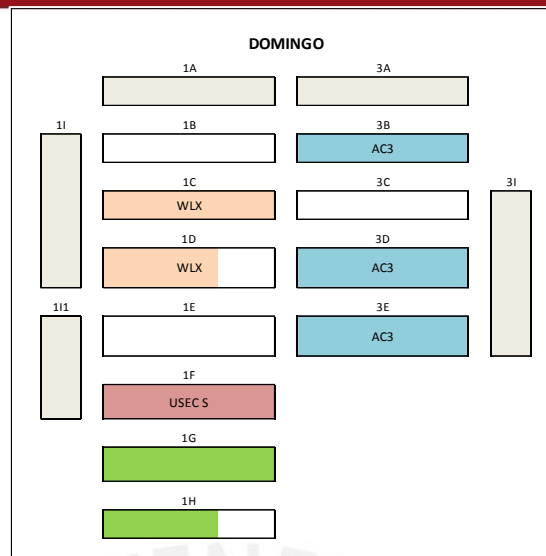 DOMINGO
1A 3A
1I 1B 3B
AC3
1C 3C 3I
WLX
1D 3D
WLX AC3
1I1 1E 3E
AC3
1F
USEC S
1G
1H